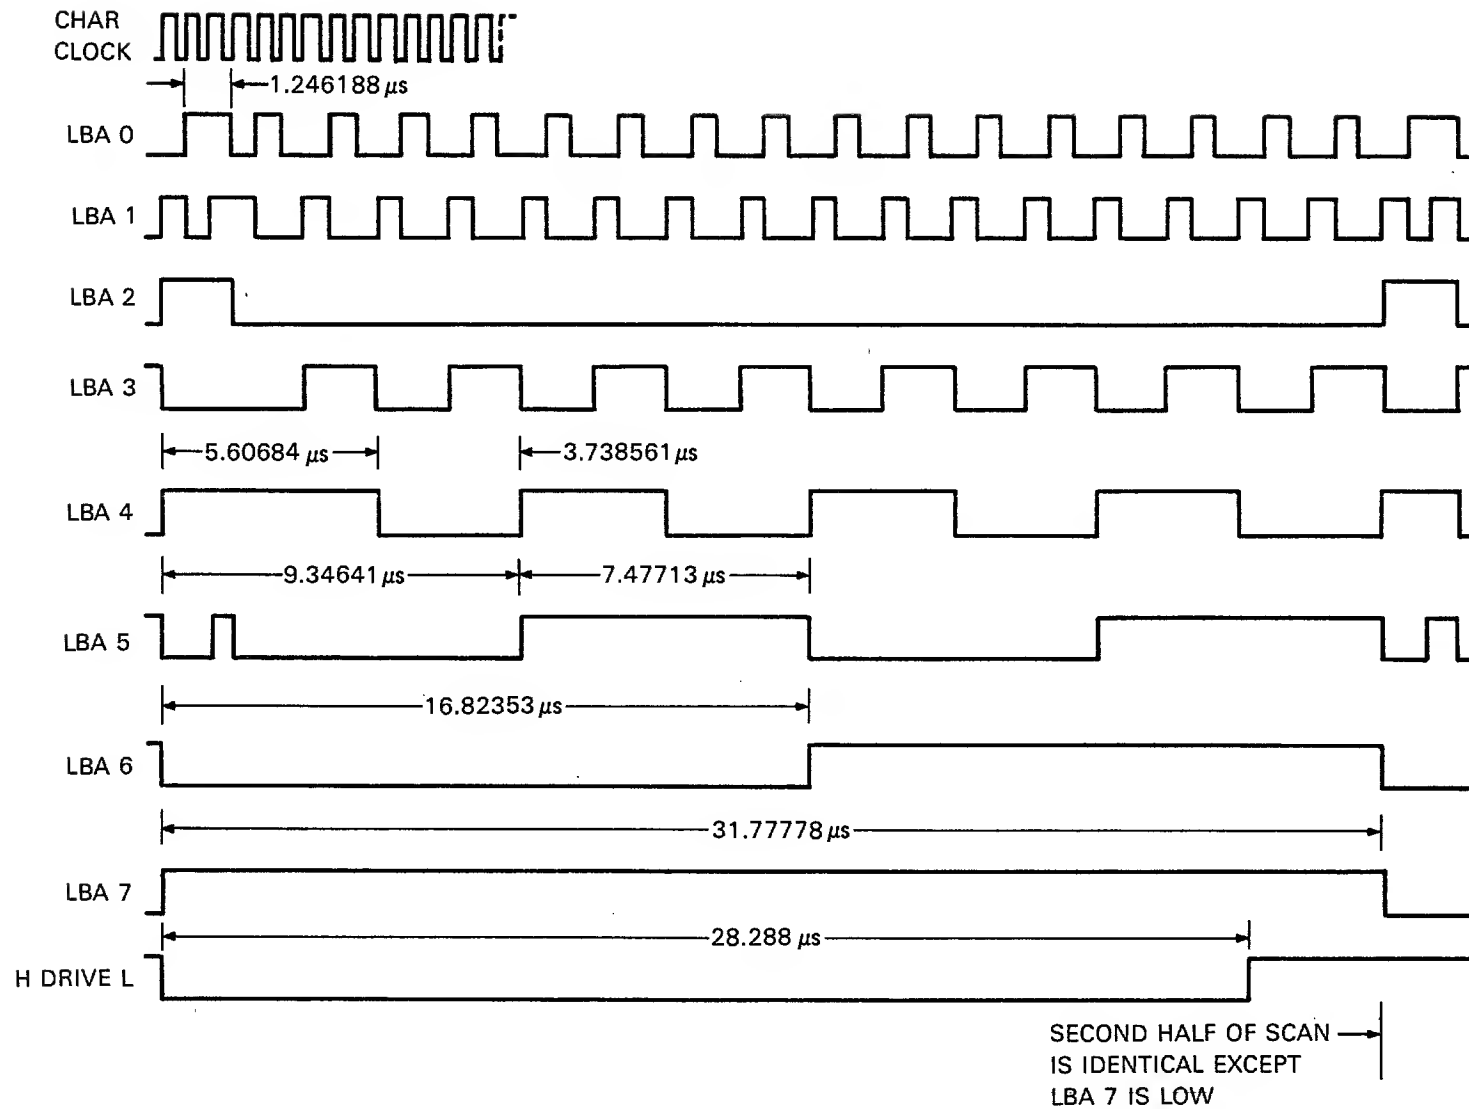 CHAR
CLOCK
1.246188 μs
LBA 0
LBA 1
LBA 2
LBA 3
5.60684 μs
3.738561 μs
LBA 4
9.34641 μs
7.47713 μs
LBA 5
16.82353 μs
LBA 6
31.77778 μs
LBA 7
28.288 μs
H DRIVE L
SECOND HALF OF SCAN
IS IDENTICAL EXCEPT
LBA 7 IS LOW